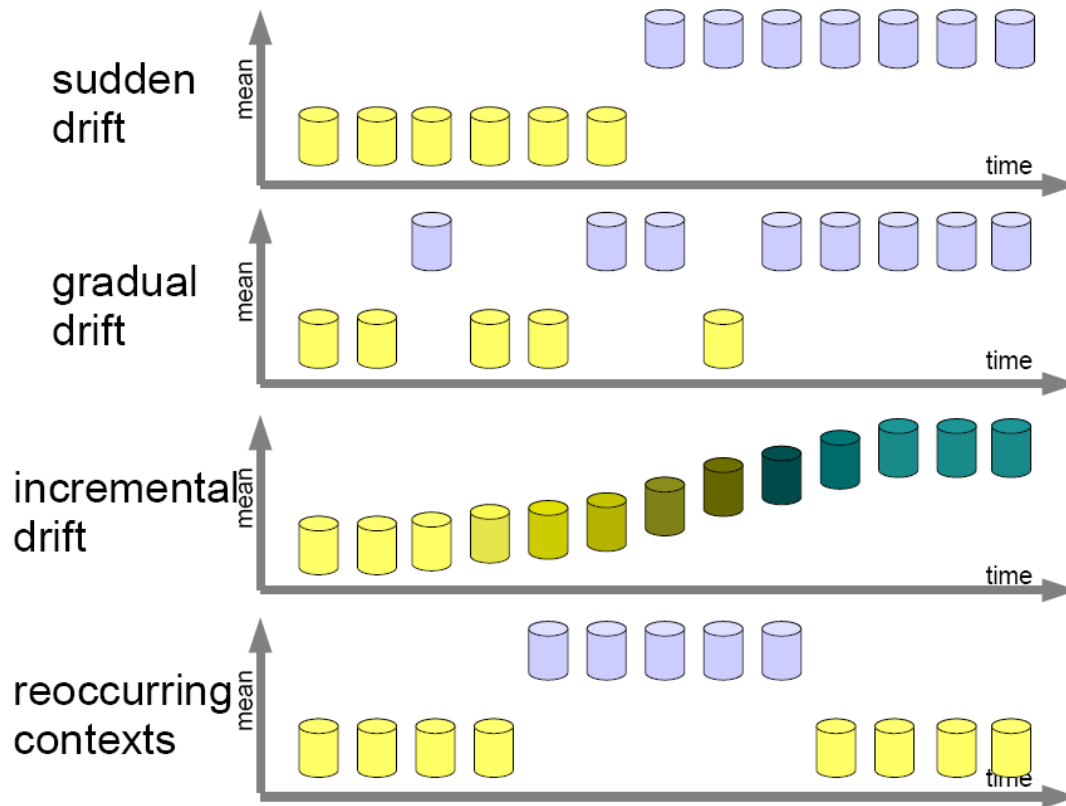 sudden
drift
mean
time
gradual
drift
mean
time
incremental
drift
mean
time
reoccurring
contexts
mean
time